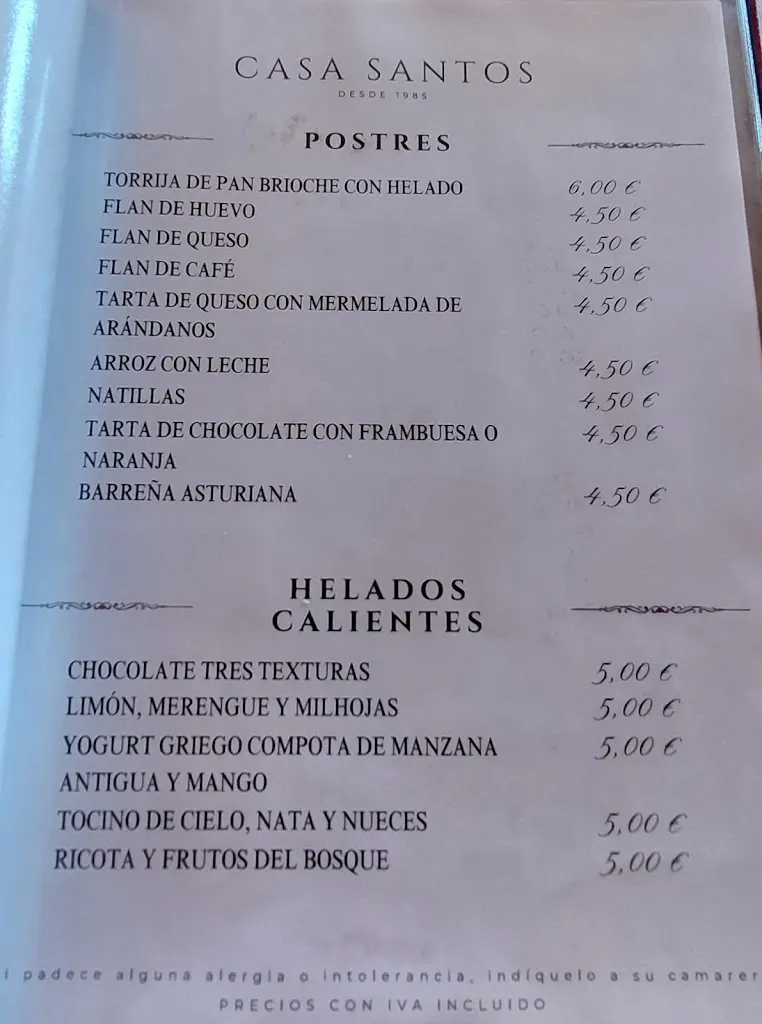 CASA SANTOS
DESDE 1985
POSTRES
TORRIJA DE PAN BRIOCHE CON HELADO 6,00 €
FLAN DE HUEVO 4,50 €
FLAN DE QUESO 4,50 €
FLAN DE CAFÉ 4,50 €
TARTA DE QUESO CON MERMELADA DE 4,50 €
ARÁNDANOS
ARROZ CON LECHE 4,50 €
NATILLAS 4,50 €
TARTA DE CHOCOLATE CON FRAMBUESA O 4,50 €
NARANJA
BARREÑA ASTURIANA 4,50 €
HELADOS
CALIENTES
CHOCOLATE TRES TEXTURAS 5,00 €
LIMÓN, MERENGUE Y MILHOJAS 5,00 €
YOGURT GRIEGO COMPOTA DE MANZANA 5,00 €
ANTIGUA Y MANGO
TOCINO DE CIELO, NATA Y NUECES 5,00 €
RICOTA Y FRUTOS DEL BOSQUE 5,00 €
i padece alguna alergia o intolerancia, indíquelo a su camarer
PRECIOS CON IVA INCLUIDO